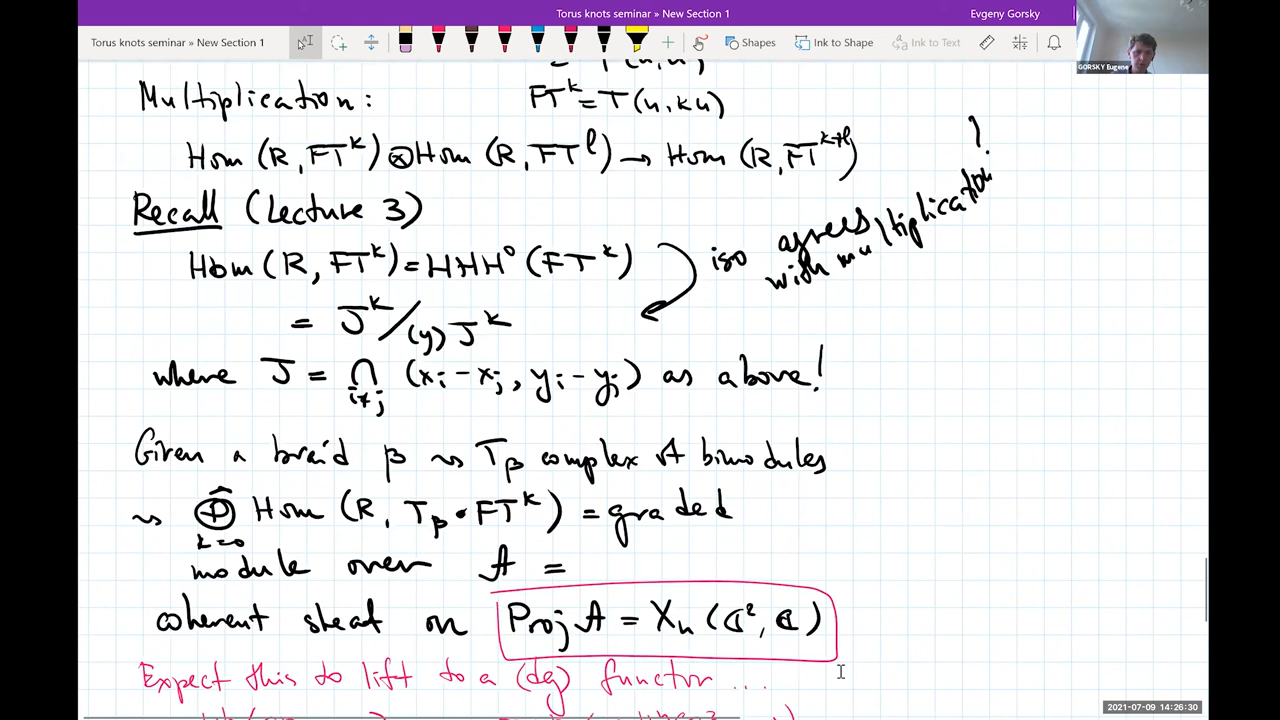 Torus knots seminar » New Section 1
Evgeny Gorsky
Torus knots seminar » New Section 1
Shapes
Ink to Shape
Ink to Text
GORSKY Eugene
Multiplication:
FT^k = T(n, kn)
Hom (R, FT^k) ⊗ Hom (R, FT^l) → Hom (R, FT^{k+l})
Recall (Lecture 3)
Hom (R, FT^k) = HHH^0 (FT^k)
iso agrees with multiplication ?
= J^k / (y) J^k
where J = ∩_{i≠j} (x_i - x_j, y_i - y_j) as above!
Given a braid β ⇝ T_β complex of bimodules
⇝ ⊕_{k=0}^∞ Hom (R, T_β • FT^k) = graded
module over A =
coherent sheaf on Proj A = X_n (ℂ², ℂ)
Expect this to lift to a (dg) functor ...
2021-07-09 14:26:30